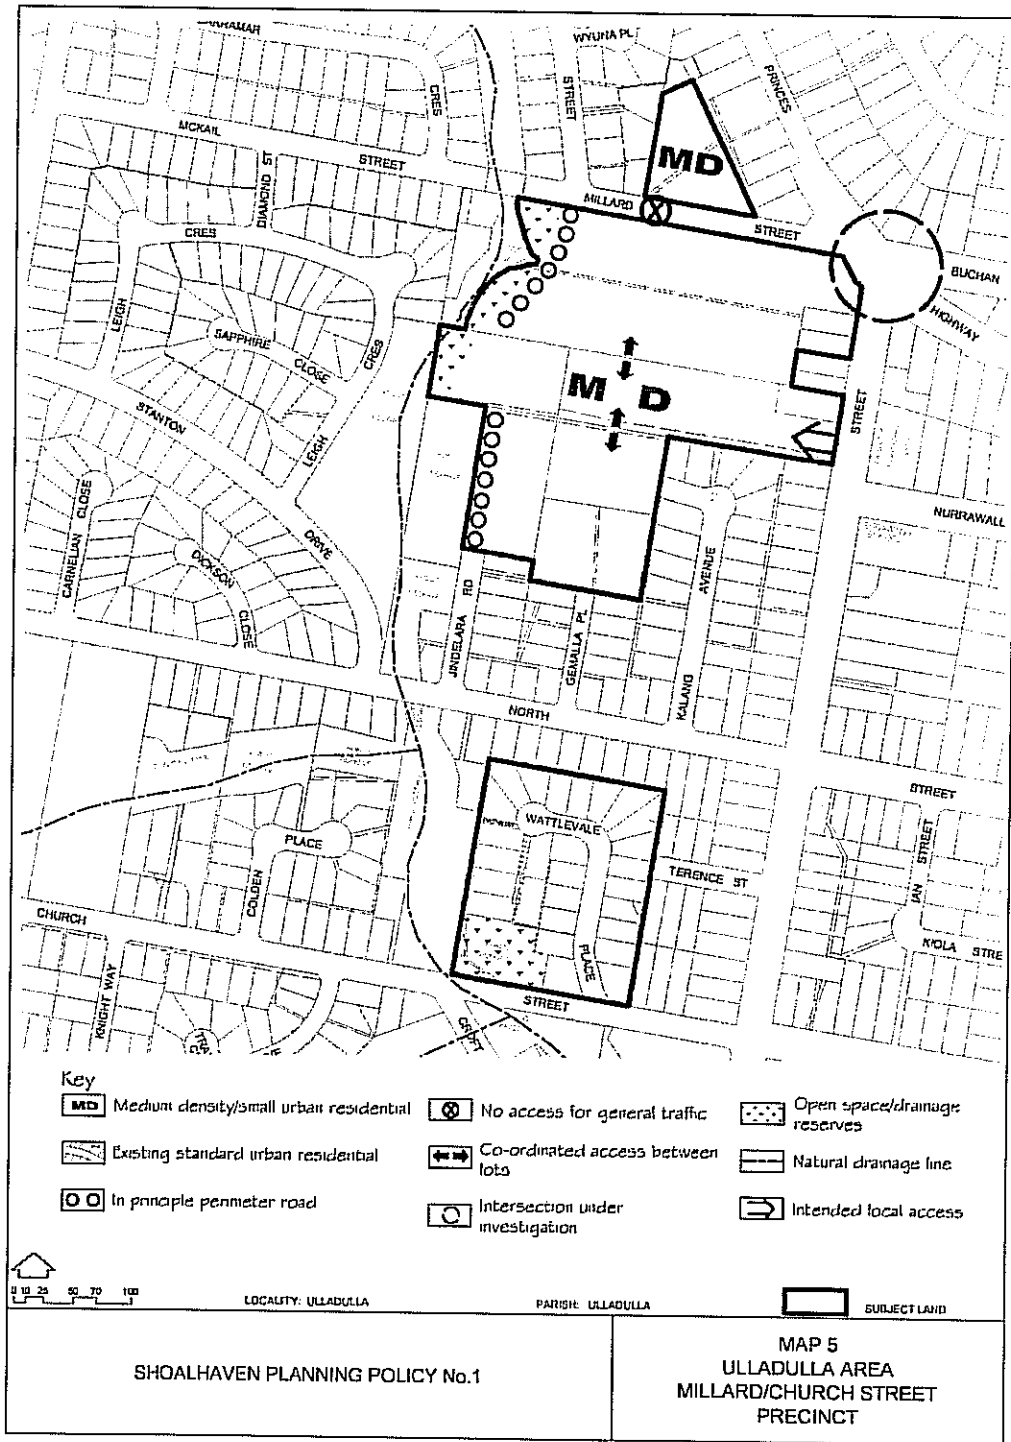 WYUNA PL
STREET
PRINCES
CRES
MCKAIL
STREET
DIAMOND ST
MD
MILLARD
STREET
CRES
BUCHAN
HIGHWAY
LEIGH
SAPPHIRE
CLOSE
CRES
M D
STANTON
LEIGH
STREET
CARNELIAN CLOSE
DRIVE
NURRAWALL
DICKSON
CLOSE
AVENUE
JINDELARA RD
GEMALLA PL
KALANG
NORTH
STREET
WATTLEVALE
PLACE
IAN STREET
TERENCE ST
COLDEN
CHURCH
KIOLA STRE
PLACE
KNIGHT WAY
STREET
CROFT
Key
MD Medium density/small urban residential
No access for general traffic
Open space/drainage
reserves
Existing standard urban residential
Co-ordinated access between
lots
Natural drainage line
In principle perimeter road
Intersection under
investigation
Intended local access
0 10 25 50 70 100
LOCALITY: ULLADULLA
PARISH: ULLADULLA
SUBJECT LAND
SHOALHAVEN PLANNING POLICY No.1
MAP 5
ULLADULLA AREA
MILLARD/CHURCH STREET
PRECINCT